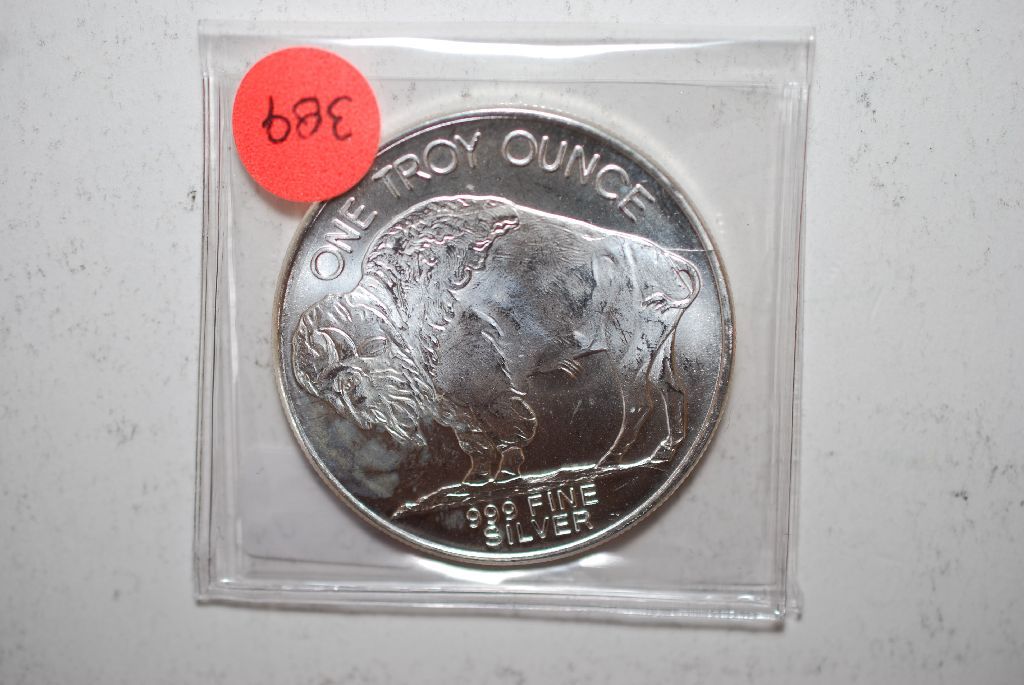 389
ONE TROY OUNCE
999 FINE
SILVER